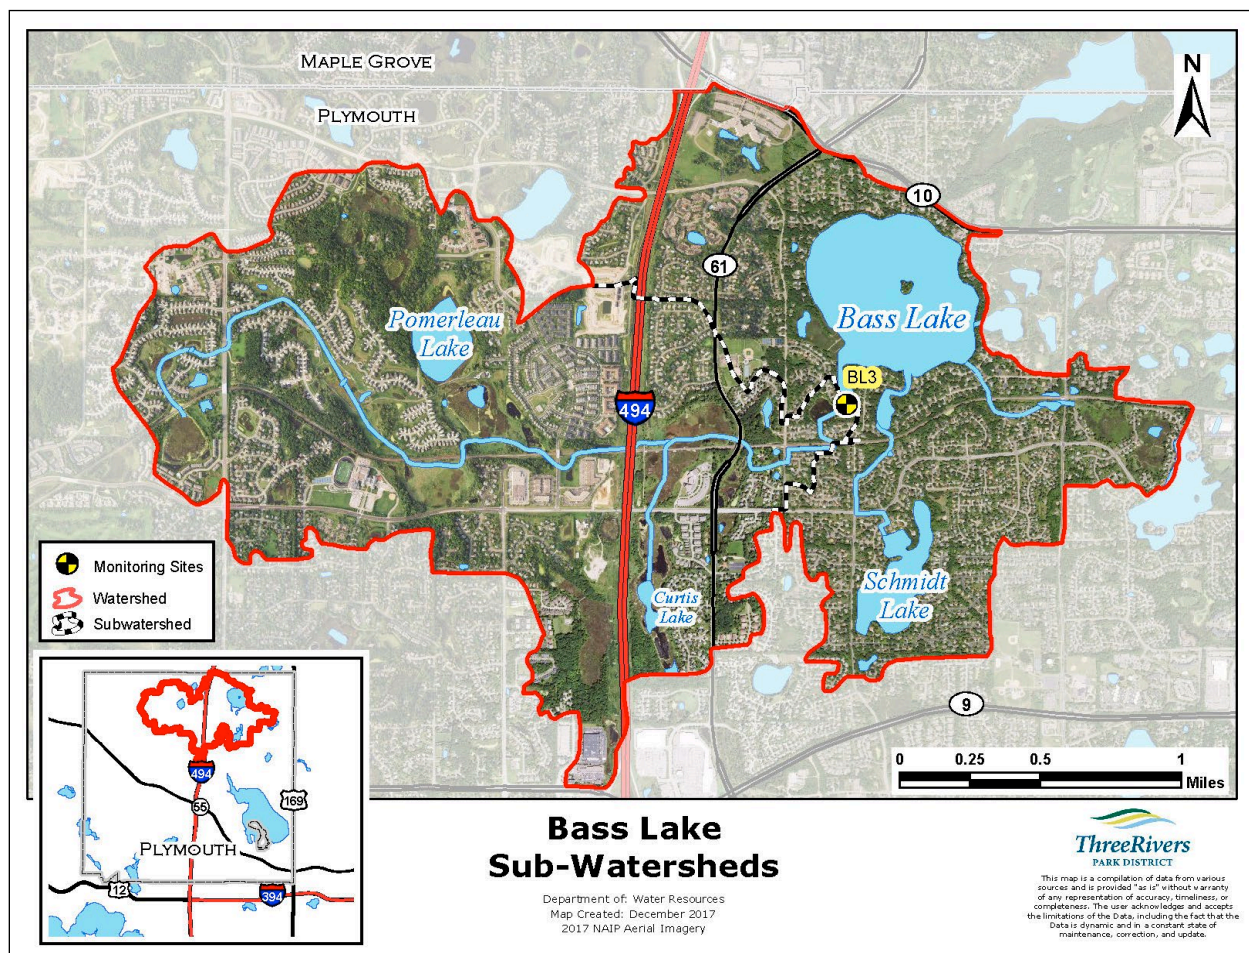 MAPLE GROVE
PLYMOUTH
N
10
61
Bass Lake
Pomerleau
Lake
BL3
494
Schmidt
Lake
Curtis
Lake
9
Monitoring Sites
Watershed
Subwatershed
0 0.25 0.5 1
Miles
494
55
169
PLYMOUTH
12
394
Bass Lake
Sub-Watersheds
Department of: Water Resources
Map Created: December 2017
2017 NAIP Aerial Imagery
ThreeRivers
PARK DISTRICT
This map is a compilation of data from various
sources and is provided "as is" without warranty
of any representation of accuracy, timeliness, or
completeness. The user acknowledges and accepts
the limitations of the Data, including the fact that the
Data is dynamic and in a constant state of
maintenance, correction, and update.